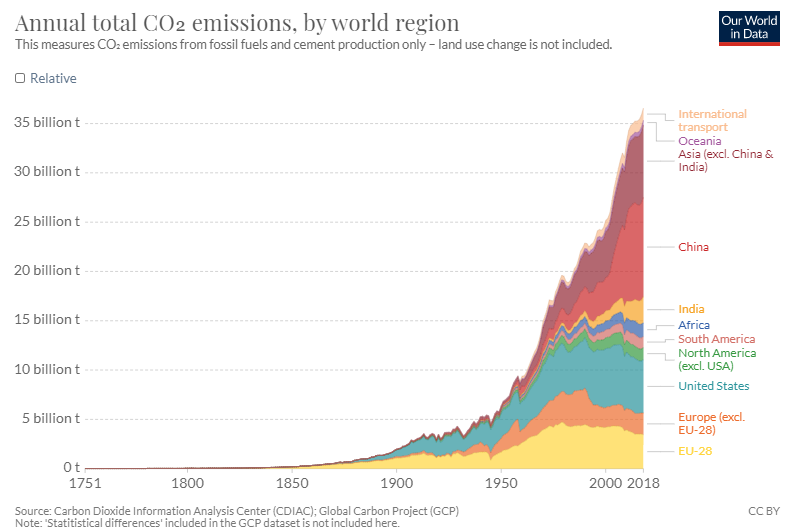 Annual total CO₂ emissions, by world region
This measures CO₂ emissions from fossil fuels and cement production only – land use change is not included.
Our World
in Data
Relative
35 billion t
30 billion t
25 billion t
20 billion t
15 billion t
10 billion t
5 billion t
0 t
1751
1800
1850
1900
1950
2000
2018
International
transport
Oceania
Asia (excl. China &
India)
China
India
Africa
South America
North America
(excl. USA)
United States
Europe (excl.
EU-28)
EU-28
Source: Carbon Dioxide Information Analysis Center (CDIAC); Global Carbon Project (GCP)
CC BY
Note: 'Statitistical differences' included in the GCP dataset is not included here.